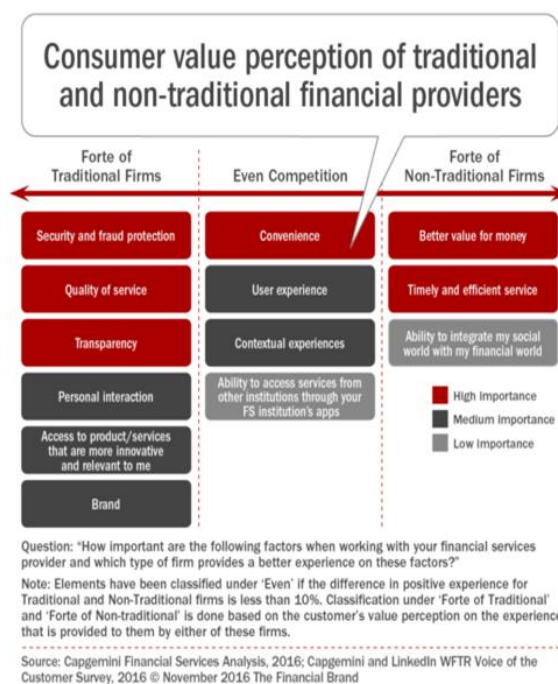 Consumer value perception of traditional
and non-traditional financial providers
Forte of
Traditional Firms
Even Competition
Forte of
Non-Traditional Firms
Security and fraud protection
Convenience
Better value for money
Quality of service
User experience
Timely and efficient service
Transparency
Contextual experiences
Ability to integrate my social
world with my financial world
Personal interaction
Ability to access services from
other institutions through your
FS institution's apps
High Importance
Medium Importance
Low Importance
Access to product/services
that are more innovative
and relevant to me
Brand
Question: “How important are the following factors when working with your financial services
provider and which type of firm provides a better experience on these factors?”
Note: Elements have been classified under ‘Even’ if the difference in positive experience for
Traditional and Non-Traditional firms is less than 10%. Classification under ‘Forte of Traditional’
and ‘Forte of Non-traditional’ is done based on the customer’s value perception on the experience
that is provided to them by either of these firms.
Source: Capgemini Financial Services Analysis, 2016; Capgemini and LinkedIn WFTR Voice of the
Customer Survey, 2016 © November 2016 The Financial Brand